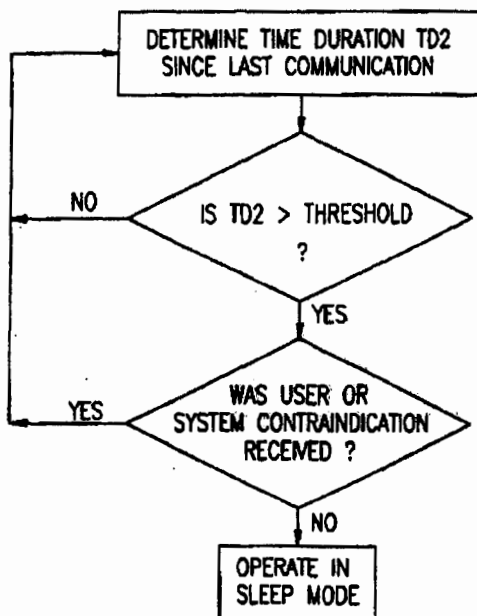 DETERMINE TIME DURATION TD2
SINCE LAST COMMUNICATION
NO
IS TD2 > THRESHOLD
?
YES
WAS USER OR
YES
SYSTEM CONTRAINDICATION
RECEIVED ?
NO
OPERATE IN
SLEEP MODE